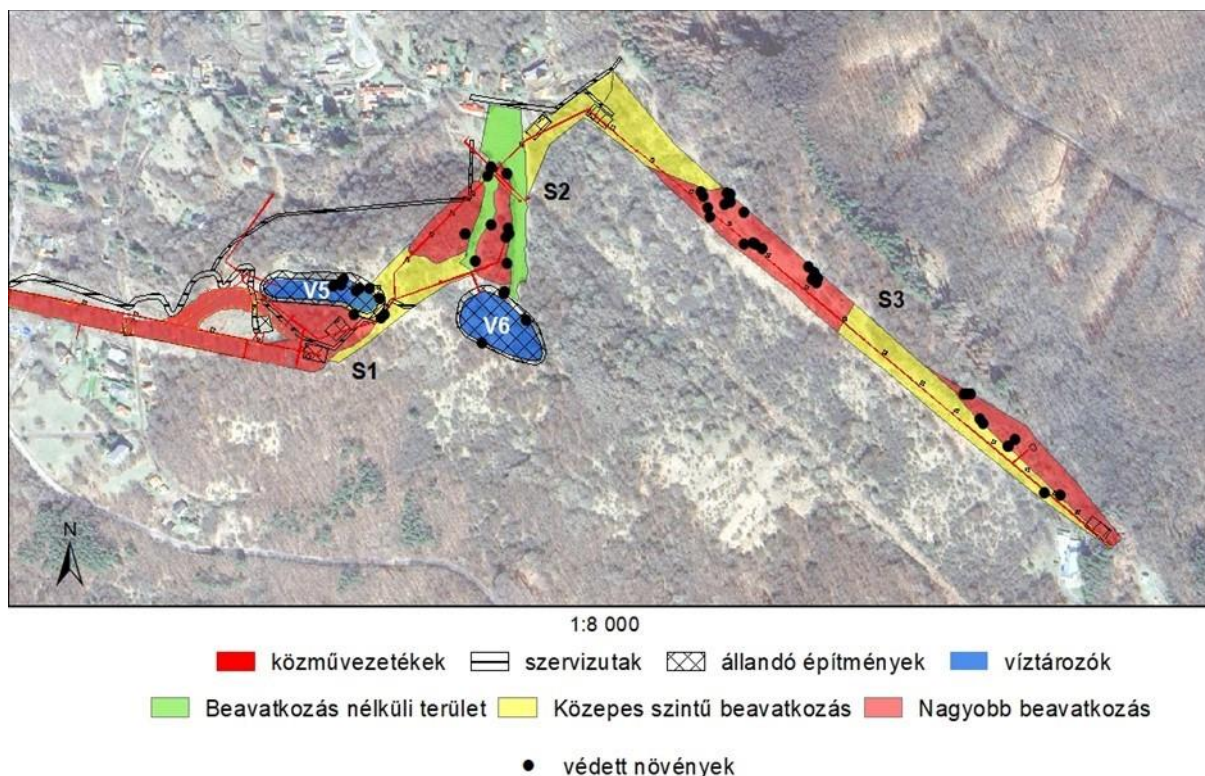 S2
V5
S3
V6
S1
N
1:8 000
közművezetékek szervizutak állandó építmények víztározók
Beavatkozás nélküli terület Közepes szintű beavatkozás Nagyobb beavatkozás
védett növények